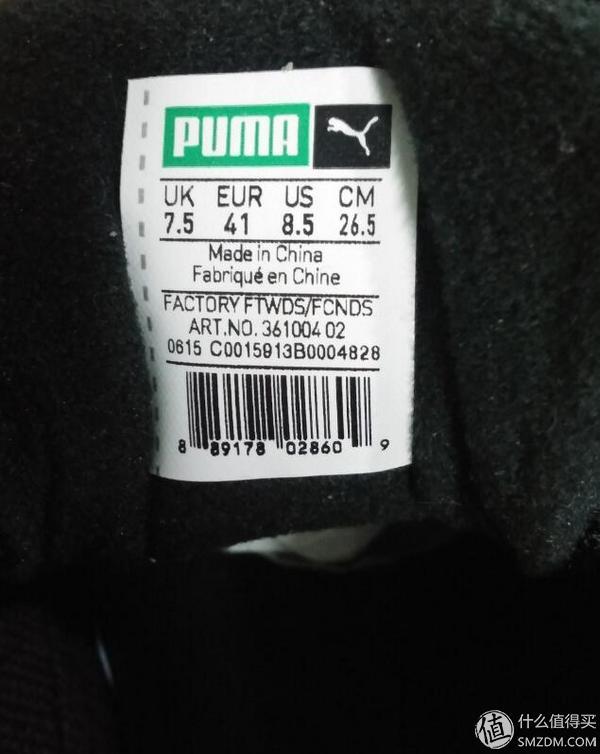 PUMA
UK EUR US CM
7.5 41 8.5 26.5
Made in China
Fabriqué en Chine
FACTORY FTWDS/FCNDS
ART.NO. 361004 02
0615 C0015913B0004828
8 89178 02860 9
值 什么值得买
SMZDM.COM